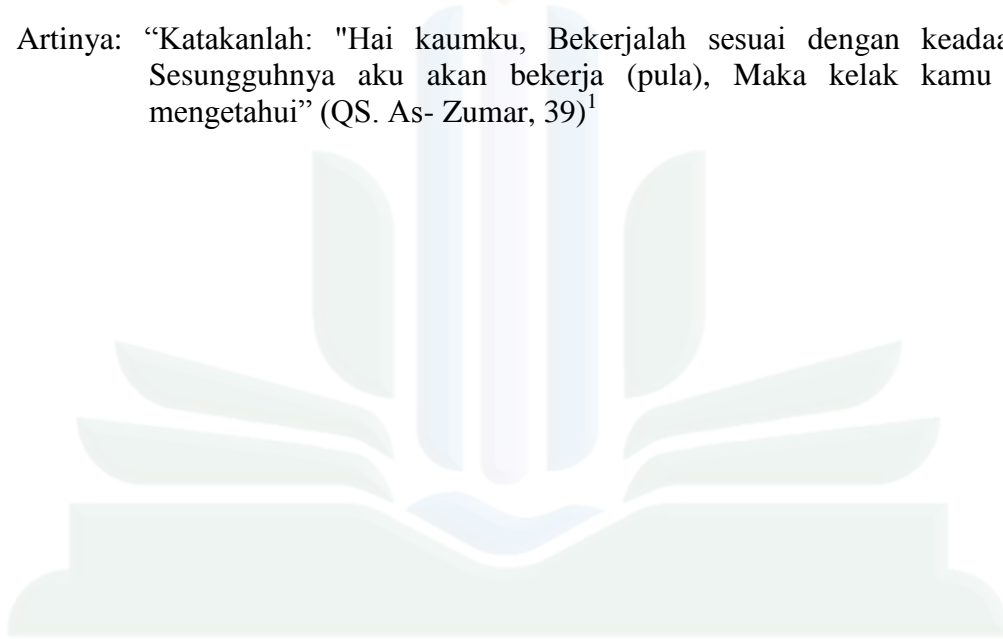 Artinya: “Katakanlah: "Hai kaumku, Bekerjalah sesuai dengan
Sesungguhnya aku akan bekerja (pula), Maka kelak kamu
mengetahui” (QS. As- Zumar, 39)1